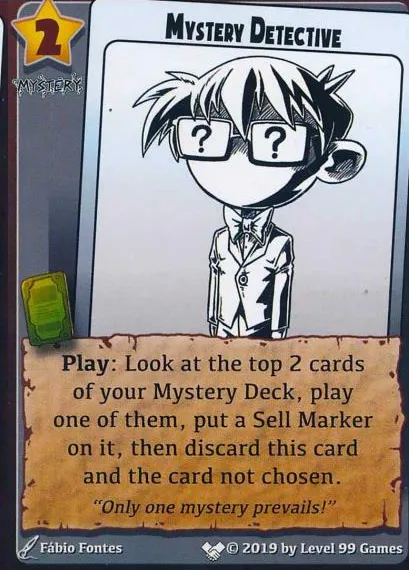 2
MYSTERY DETECTIVE
MYSTERY
? ?
Play: Look at the top 2 cards
of your Mystery Deck, play
one of them, put a Sell Marker
on it, then discard this card
and the card not chosen.
“Only one mystery prevails!”
Fábio Fontes
© 2019 by Level 99 Games